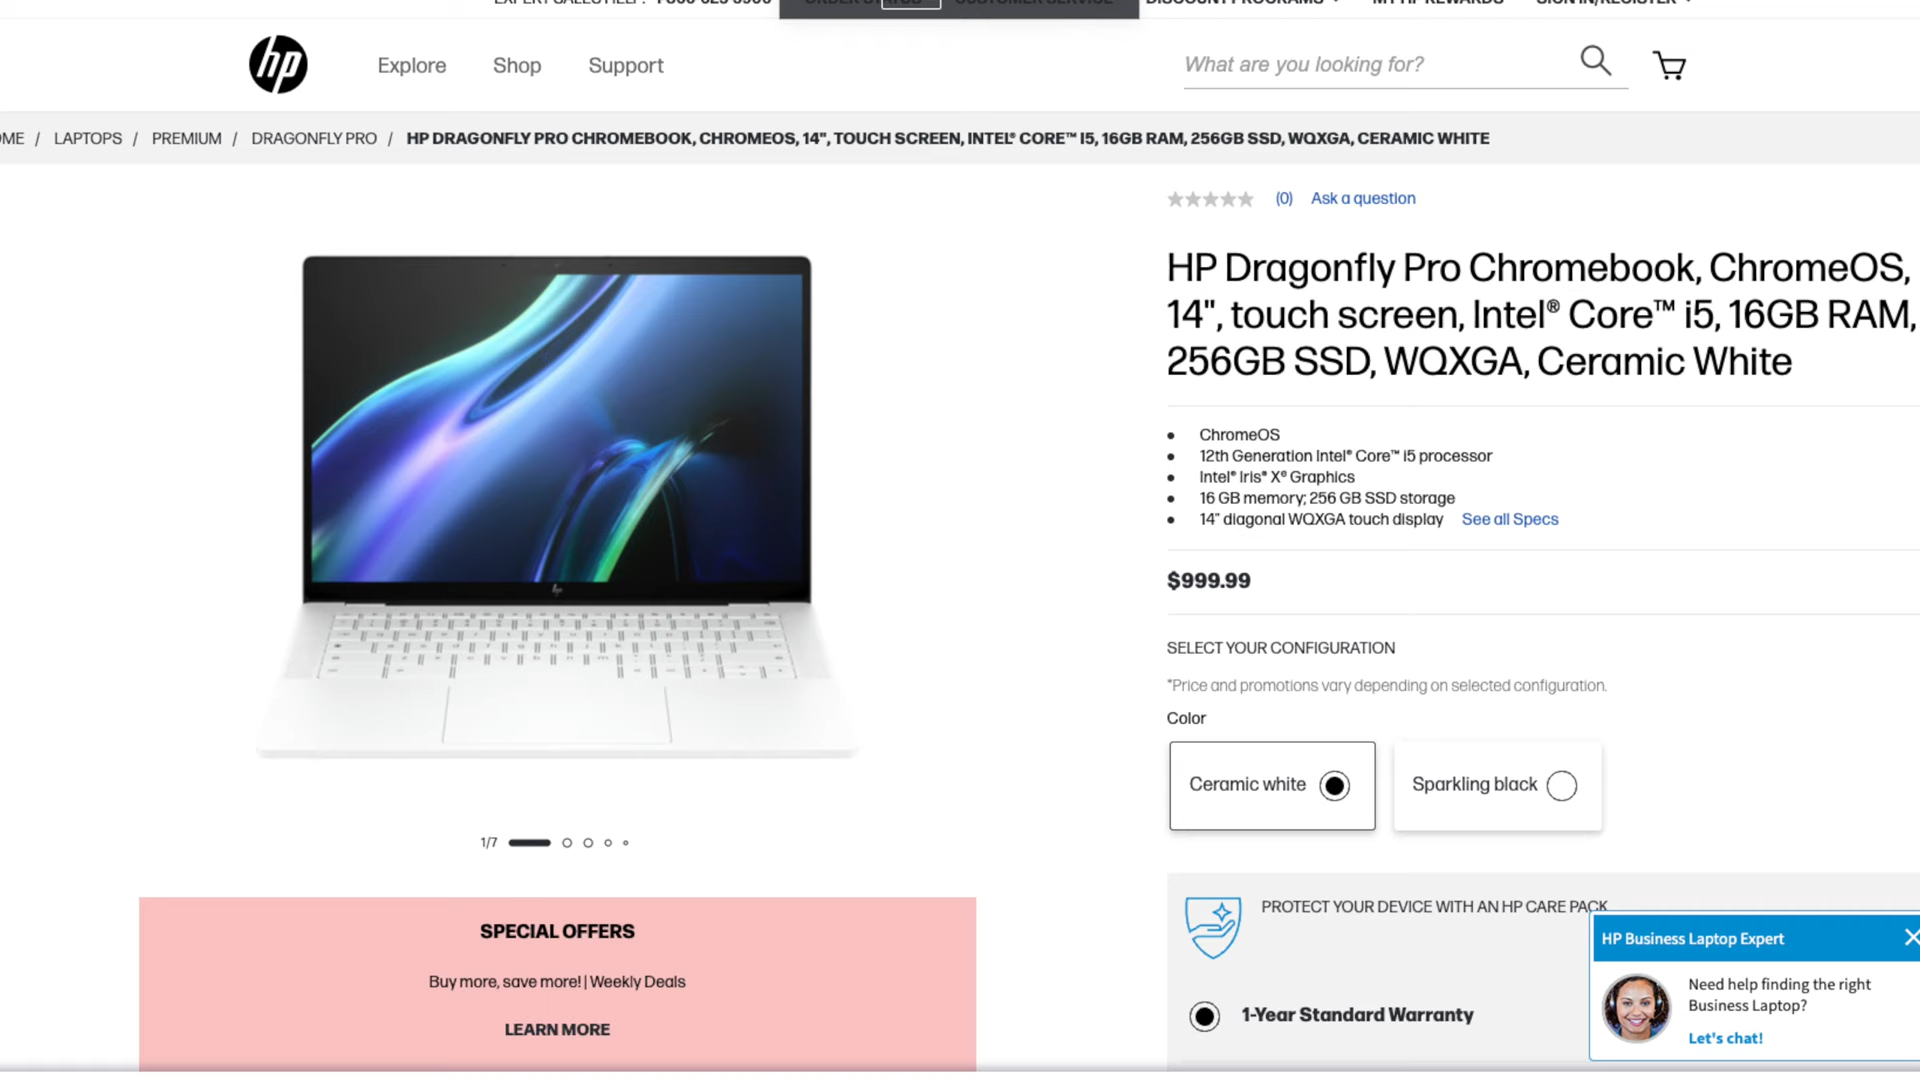 hp
Explore
Shop
Support
What are you looking for?
/ LAPTOPS / PREMIUM / DRAGONFLY PRO / HP DRAGONFLY PRO CHROMEBOOK, CHROMEOS, 14", TOUCH SCREEN, INTEL® CORE™ I5, 16GB RAM, 256GB SSD, WQXGA, CERAMIC WHITE
(0) Ask a question
HP Dragonfly Pro Chromebook, ChromeOS,
14", touch screen, Intel® Core™ i5, 16GB RAM,
256GB SSD, WQXGA, Ceramic White
• ChromeOS
• 12th Generation Intel® Core™ i5 processor
• Intel® Iris® Xᵉ Graphics
• 16 GB memory; 256 GB SSD storage
• 14" diagonal WQXGA touch display See all Specs
$999.99
SELECT YOUR CONFIGURATION
*Price and promotions vary depending on selected configuration.
Color
Ceramic white
Sparkling black
1/7
SPECIAL OFFERS
Buy more, save more! | Weekly Deals
LEARN MORE
PROTECT YOUR DEVICE WITH AN HP CARE PACK
1-Year Standard Warranty
HP Business Laptop Expert
Need help finding the right
Business Laptop?
Let's chat!